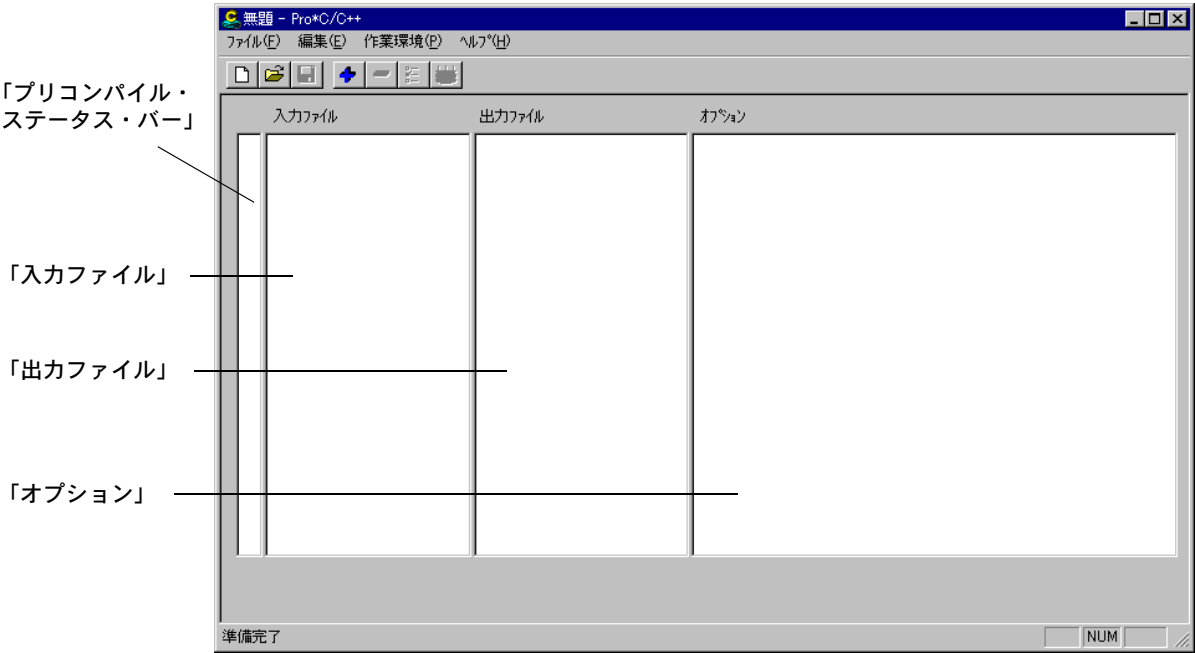 無題 - Pro*C/C++
ﾌｧｲﾙ(F) 編集(E) 作業環境(P) ﾍﾙﾌﾟ(H)
「プリコンパイル・
ステータス・バー」
入力ﾌｧｲﾙ 出力ﾌｧｲﾙ ｵﾌﾟｼｮﾝ
「入力ファイル」
「出力ファイル」
「オプション」
準備完了 NUM